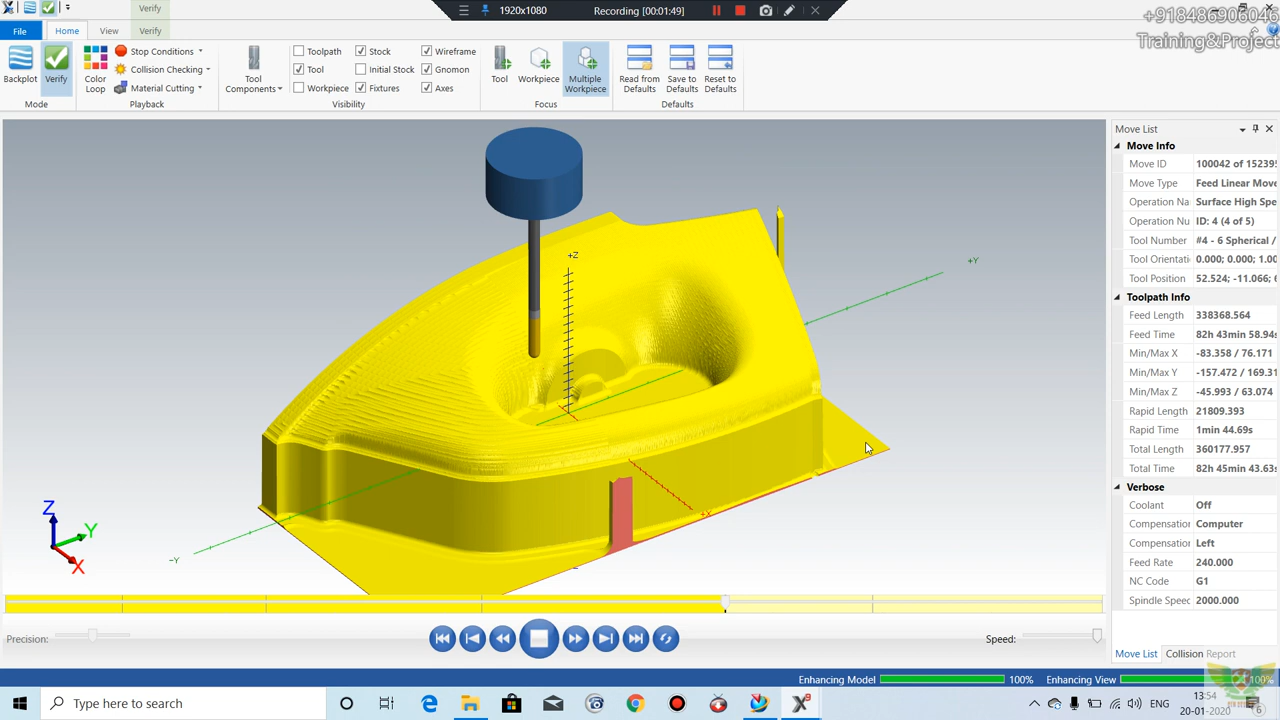 Verify
1920x1080
Recording [00:01:49]
+918486906046
Training&Project
File
Home
View
Verify
Backplot
Verify
Mode
Color Loop
Stop Conditions
Collision Checking
Material Cutting
Playback
Tool Components
Toolpath
Tool
Workpiece
Stock
Initial Stock
Fixtures
Wireframe
Gnomon
Axes
Visibility
Tool
Workpiece
Multiple Workpiece
Focus
Read from Defaults
Save to Defaults
Reset to Defaults
Defaults
+Z
+Y
+X
-Y
Z
Y
X
Move List
Move Info
Move ID 100042 of 152395
Move Type Feed Linear Move
Operation Na Surface High Spe
Operation Nu ID: 4 (4 of 5)
Tool Number #4 - 6 Spherical /
Tool Orientati 0.000; 0.000; 1.00
Tool Position 52.524; -11.066; 6
Toolpath Info
Feed Length 338368.564
Feed Time 82h 43min 58.94s
Min/Max X -83.358 / 76.171
Min/Max Y -157.472 / 169.31
Min/Max Z -45.993 / 63.074
Rapid Length 21809.393
Rapid Time 1min 44.69s
Total Length 360177.957
Total Time 82h 45min 43.63s
Verbose
Coolant Off
Compensation Computer
Compensation Left
Feed Rate 240.000
NC Code G1
Spindle Speed 2000.000
Precision:
Speed:
Move List
Collision Report
Enhancing Model 100%
Enhancing View 100%
Type here to search
ENG
13:54
20-01-2020
6